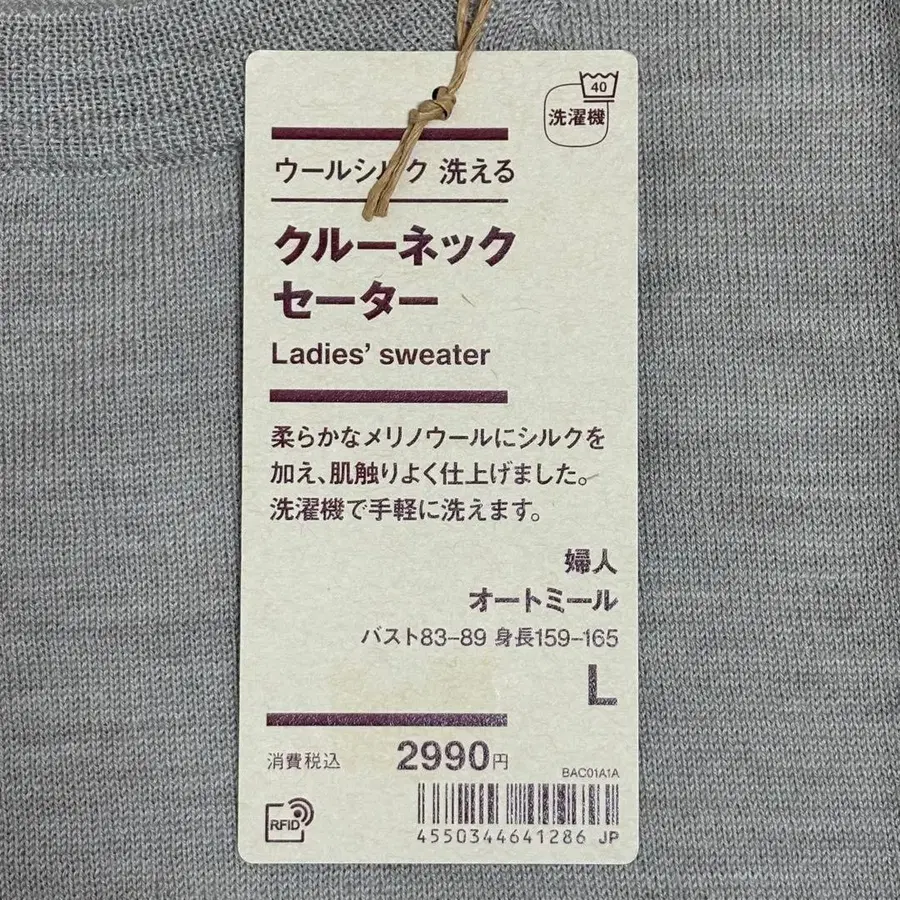 40
洗濯機
ウールシルク 洗える
クルーネック
セーター
Ladies' sweater
柔らかなメリノウールにシルクを
加え、肌触りよく仕上げました。
洗濯機で手軽に洗えます。
婦人
オートミール
バスト83–89 身長159–165
L
消費税込 2990円
BAC01A1A
RFID
4550344641286 JP